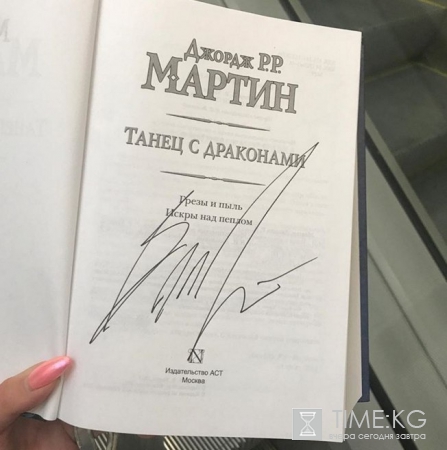 Джордж Р.Р.
МАРТИН
ТАНЕЦ С ДРАКОНАМИ
Грезы и пыль
Искры над пеплом
Издательство АСТ
Москва
TIME:KG